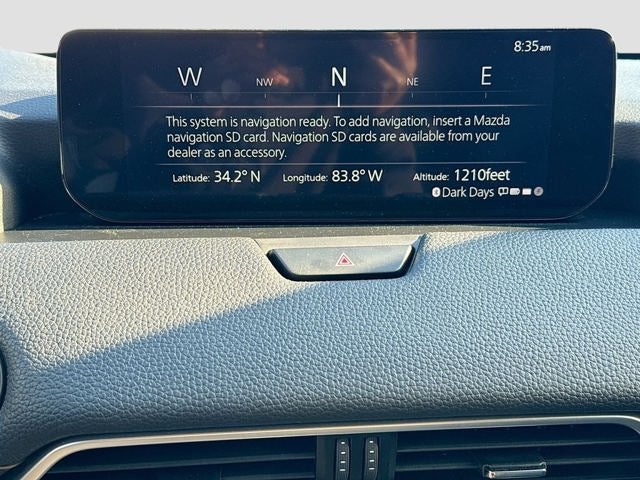 8:35am
W NW N NE E
This system is navigation ready. To add navigation, insert a Mazda
navigation SD card. Navigation SD cards are available from your
dealer as an accessory.
Latitude: 34.2° N Longitude: 83.8° W Altitude: 1210feet
Dark Days